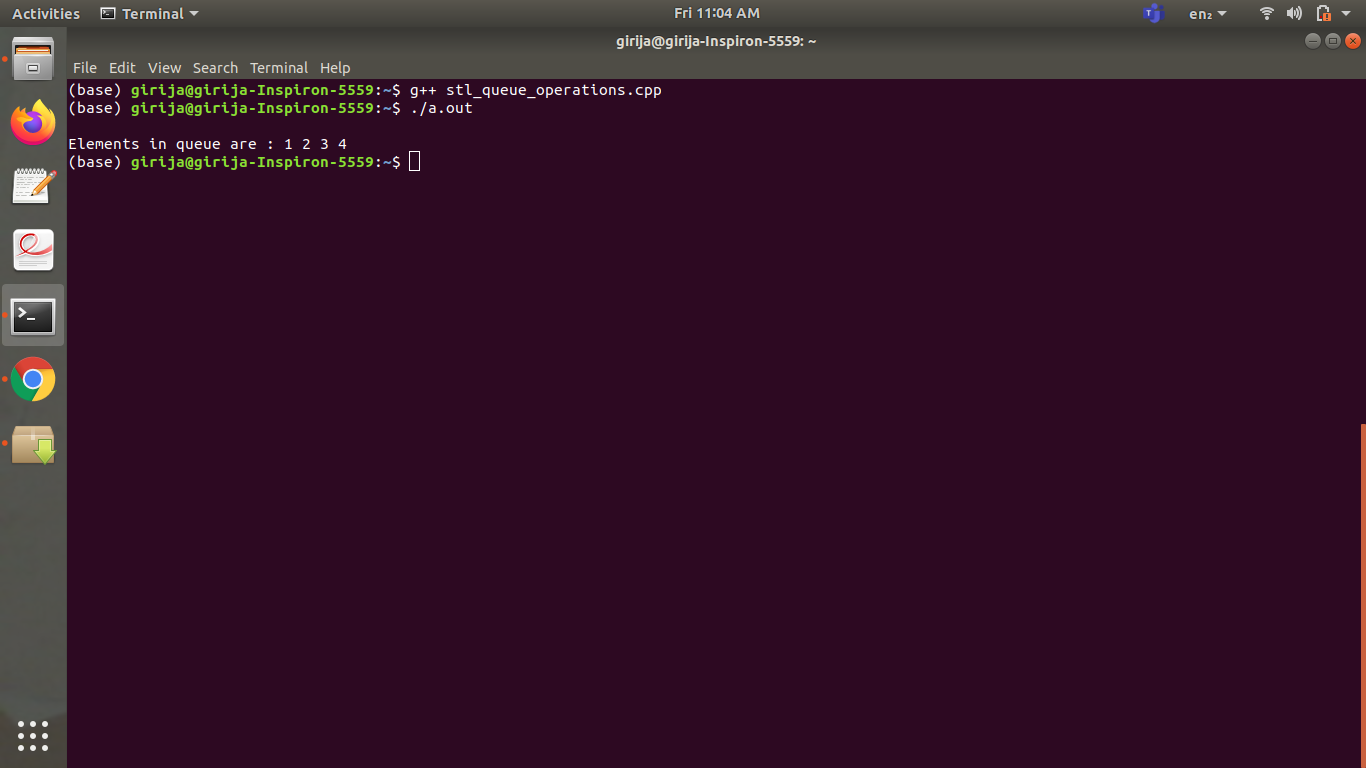 Activities Terminal Fri 11:04 AM en₂
girija@girija-Inspiron-5559: ~
File Edit View Search Terminal Help
(base) girija@girija-Inspiron-5559:~$ g++ stl_queue_operations.cpp
(base) girija@girija-Inspiron-5559:~$ ./a.out
Elements in queue are : 1 2 3 4
(base) girija@girija-Inspiron-5559:~$